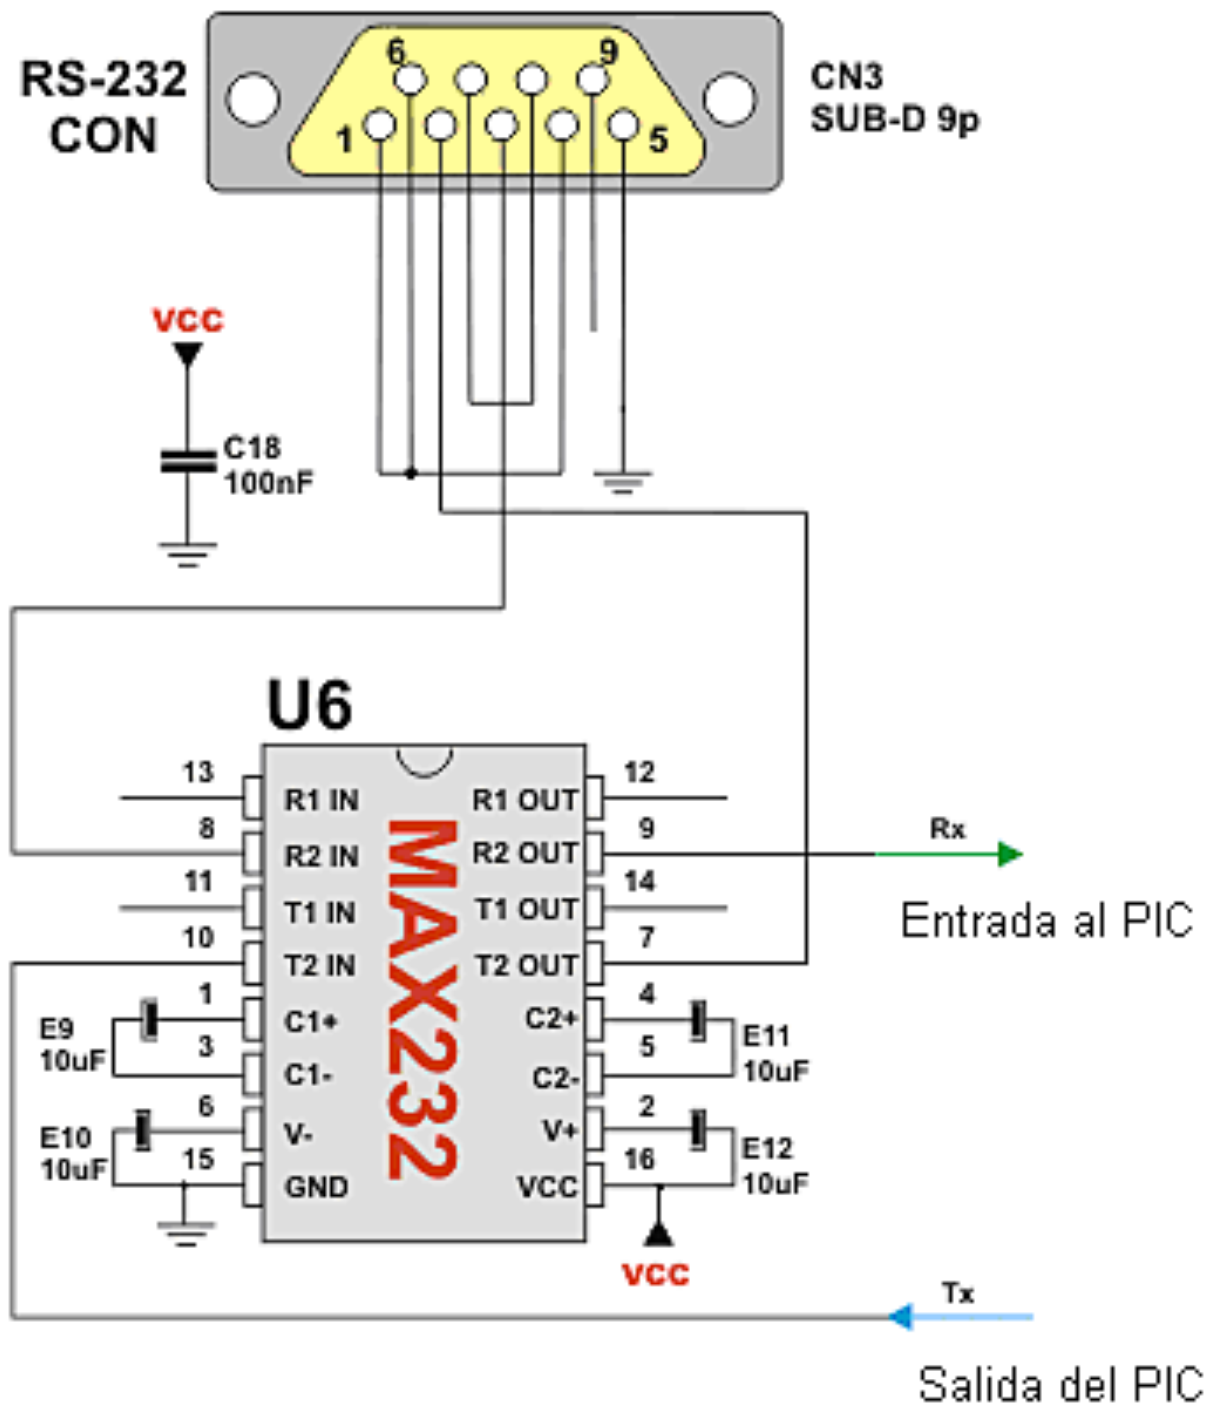 6 9
RS-232
CON
1 5
CN3
SUB-D 9p
vcc
C18
100nF
U6
13
R1 IN
8
R2 IN
11
T1 IN
10
T2 IN
1
C1+
3
C1-
6
V-
15
GND
MAX232
12
R1 OUT
9
R2 OUT
14
T1 OUT
7
T2 OUT
4
C2+
5
C2-
2
V+
16
VCC
E9
10uF
E10
10uF
E11
10uF
E12
10uF
vcc
Rx
Entrada al PIC
Tx
Salida del PIC